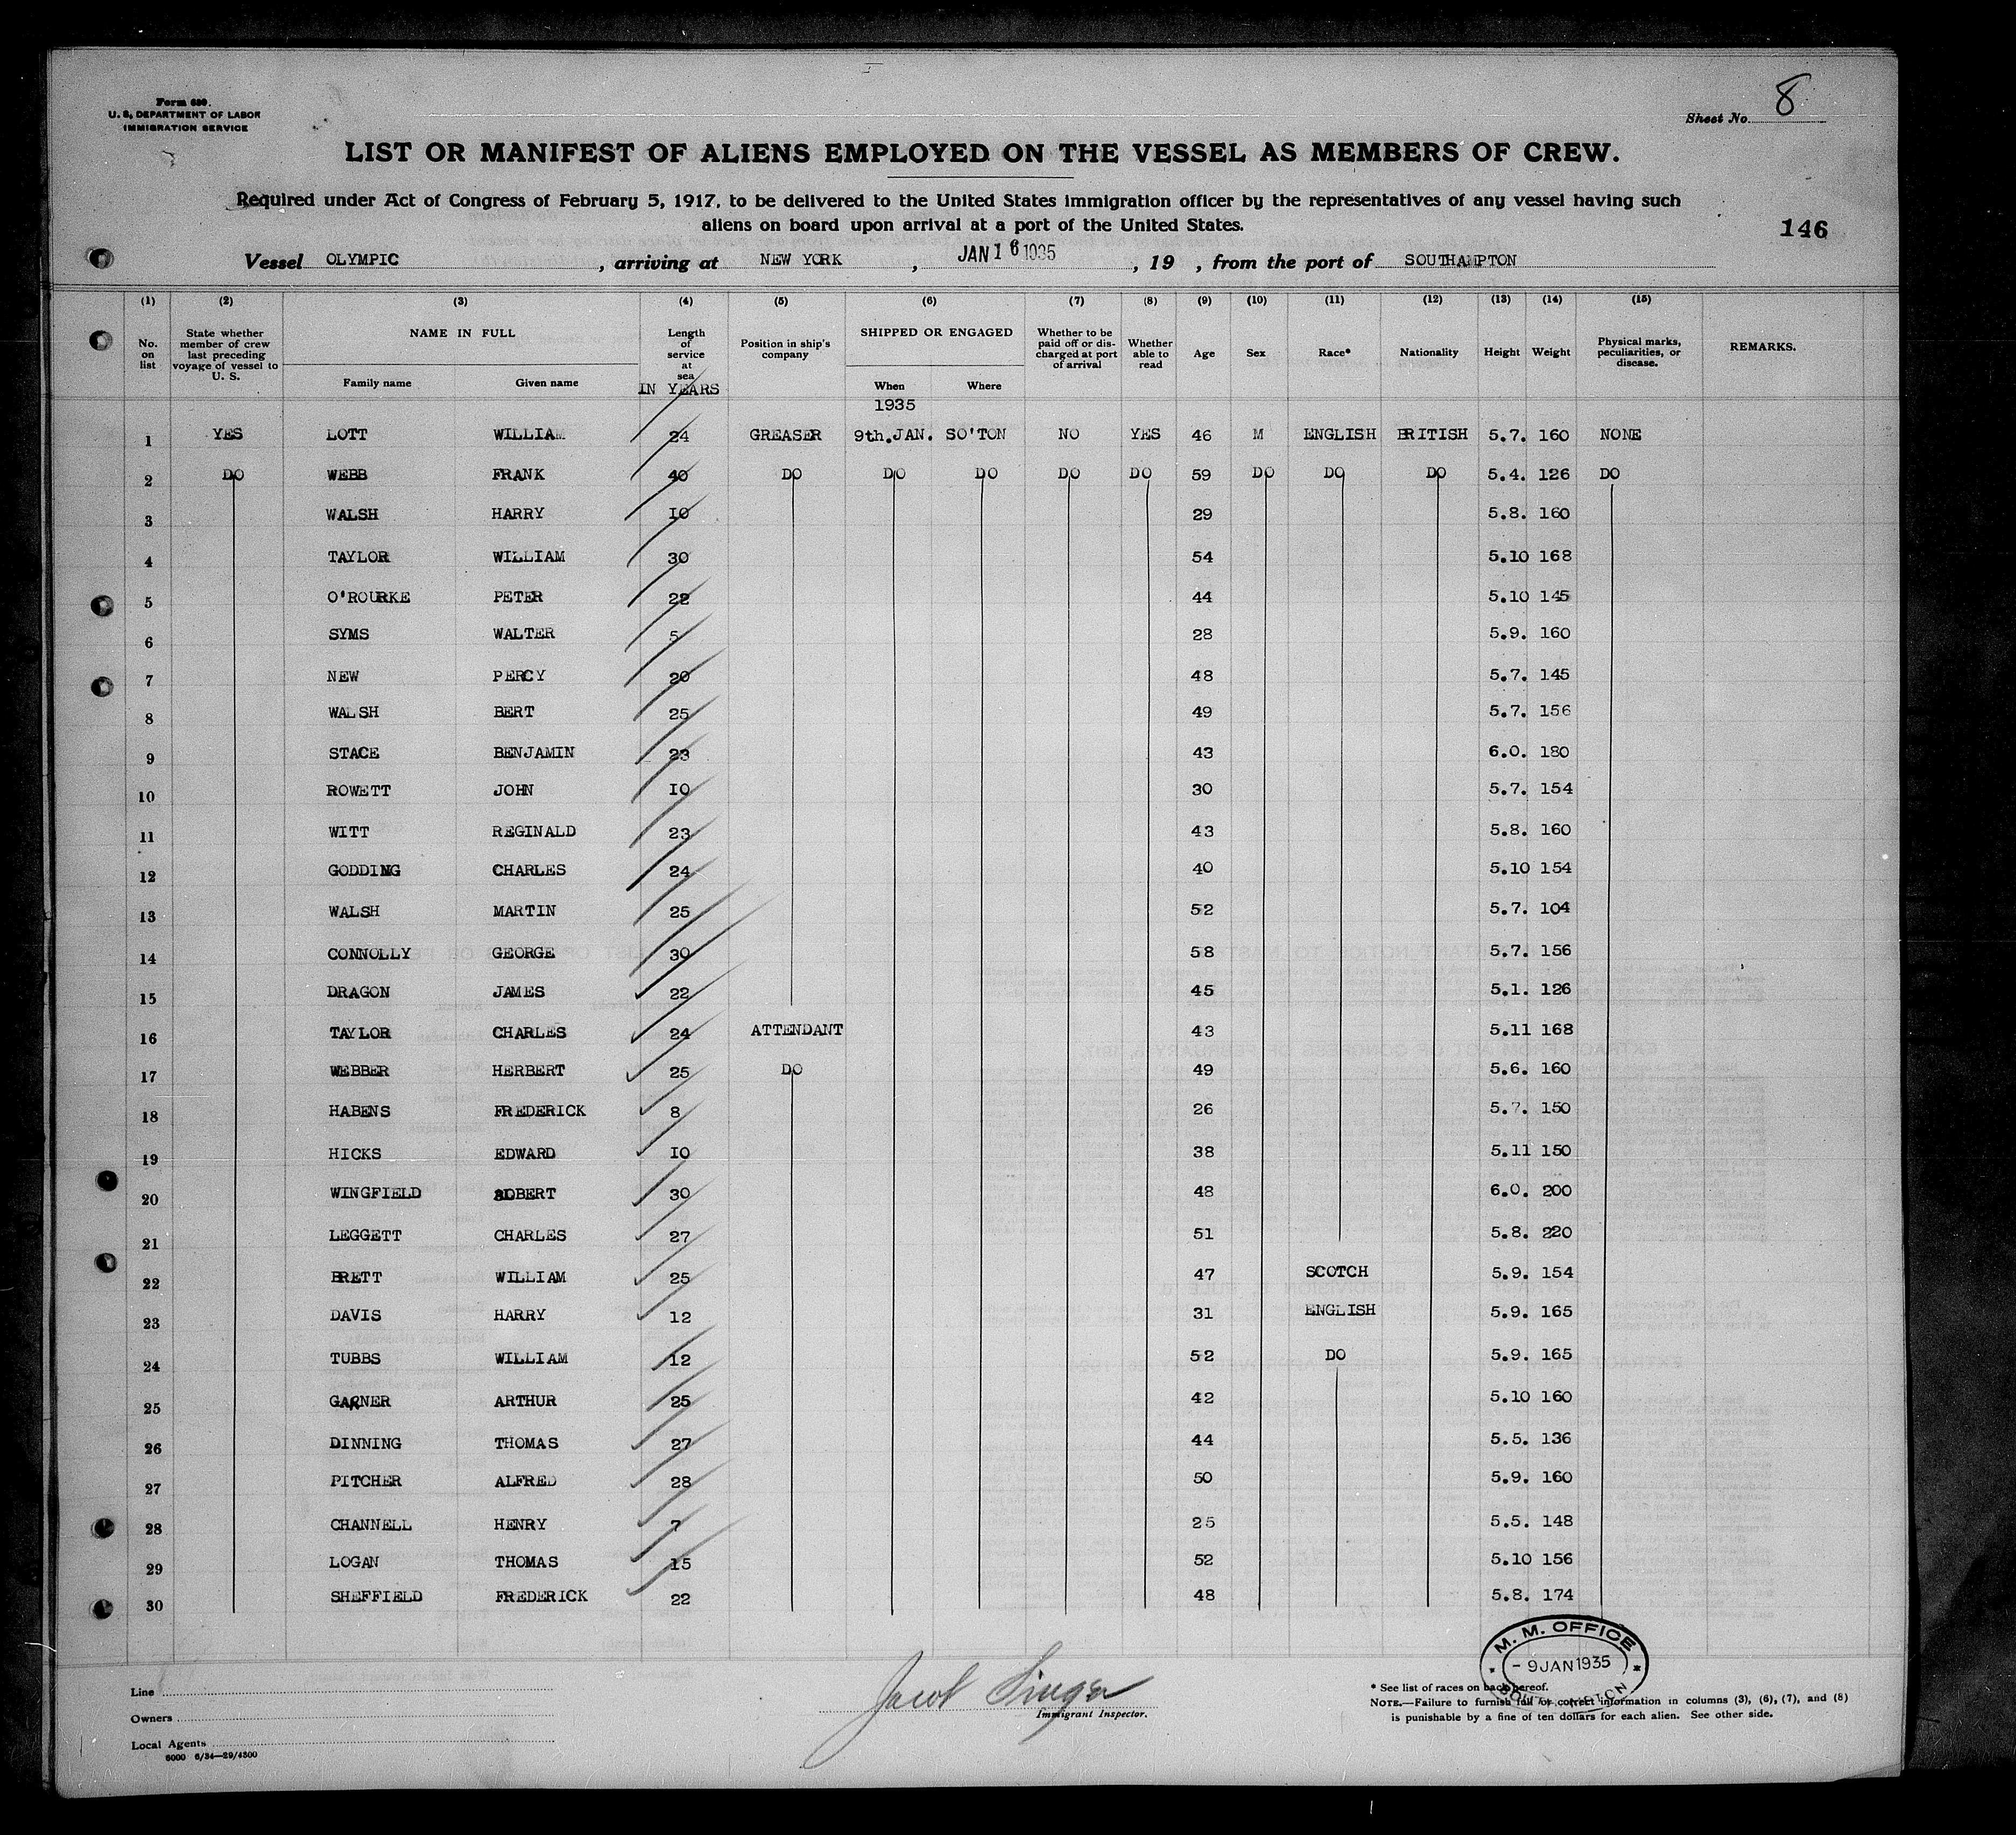 Form 680.
U. S. DEPARTMENT OF LABOR
IMMIGRATION SERVICE
Sheet No. 8
LIST OR MANIFEST OF ALIENS EMPLOYED ON THE VESSEL AS MEMBERS OF CREW.
Required under Act of Congress of February 5, 1917, to be delivered to the United States immigration officer by the representatives of any vessel having such
aliens on board upon arrival at a port of the United States.
146
Vessel OLYMPIC, arriving at NEW YORK, JAN 16 1935, 19 , from the port of SOUTHAMPTON
(1) (2) (3) (4) (5) (6) (7) (8) (9) (10) (11) (12) (13) (14) (15)
No. on list State whether member of crew last preceding voyage of vessel to U. S. NAME IN FULL Family name Given name Length of service at sea IN YEARS Position in ship's company SHIPPED OR ENGAGED When Where Whether to be paid off or discharged at port of arrival Whether able to read Age Sex Race* Nationality Height Weight Physical marks, peculiarities, or disease. REMARKS.
1935
1 YES LOTT WILLIAM 24 GREASER 9th.JAN. SO'TON NO YES 46 M ENGLISH BRITISH 5.7. 160 NONE
2 DO WEBB FRANK 40 DO DO DO DO DO 59 DO DO DO 5.4. 126 DO
3 WALSH HARRY 10 29 5.8. 160
4 TAYLOR WILLIAM 30 54 5.10 168
5 O'ROURKE PETER 22 44 5.10 145
6 SYMS WALTER 5 28 5.9. 160
7 NEW PERCY 20 48 5.7. 145
8 WALSH BERT 25 49 5.7. 156
9 STACE BENJAMIN 23 43 6.0. 180
10 ROWETT JOHN 10 30 5.7. 154
11 WITT REGINALD 23 43 5.8. 160
12 GODDING CHARLES 24 40 5.10 154
13 WALSH MARTIN 25 52 5.7. 104
14 CONNOLLY GEORGE 30 58 5.7. 156
15 DRAGON JAMES 22 45 5.1. 126
16 TAYLOR CHARLES 24 ATTENDANT 43 5.11 168
17 WEBBER HERBERT 25 DO 49 5.6. 160
18 HABENS FREDERICK 8 26 5.7. 150
19 HICKS EDWARD 10 38 5.11 150
20 WINGFIELD 30 48 6.0. 200
21 LEGGETT CHARLES 27 51 5.8. 220
22 BRETT WILLIAM 25 47 SCOTCH 5.9. 154
23 DAVIS HARRY 12 31 ENGLISH 5.9. 165
24 TUBBS WILLIAM 12 52 DO 5.9. 165
25 GARNER ARTHUR 25 42 5.10 160
26 DINNING THOMAS 27 44 5.5. 136
27 PITCHER ALFRED 28 50 5.9. 160
28 CHANNELL HENRY 7 25 5.5. 148
29 LOGAN THOMAS 15 52 5.10 156
30 SHEFFIELD FREDERICK 22 48 5.8. 174
M. M. OFFICE
- 9 JAN 1935
SOUTHAMPTON
Line
Owners
Local Agents
6000 6/34—29/4300
Jacob Singer
Immigrant Inspector.
* See list of races on back hereof.
NOTE.—Failure to furnish full or correct information in columns (3), (6), (7), and (8)
is punishable by a fine of ten dollars for each alien. See other side.